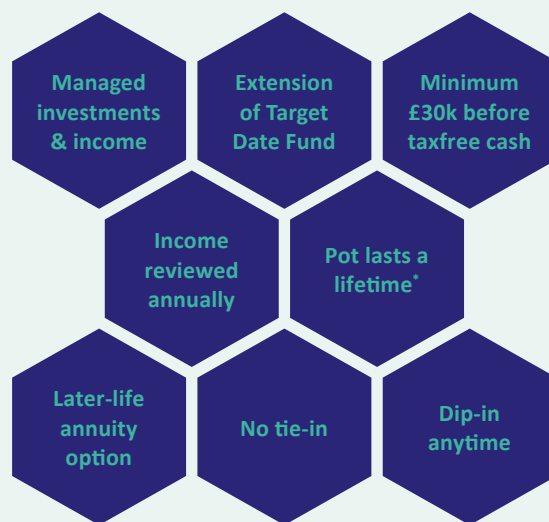 Managed
investments
& income
Extension
of Target
Date Fund
Minimum
£30k before
taxfree cash
Income
reviewed
annually
Pot lasts a
lifetime*
Later-life
annuity
option
No tie-in
Dip-in
anytime